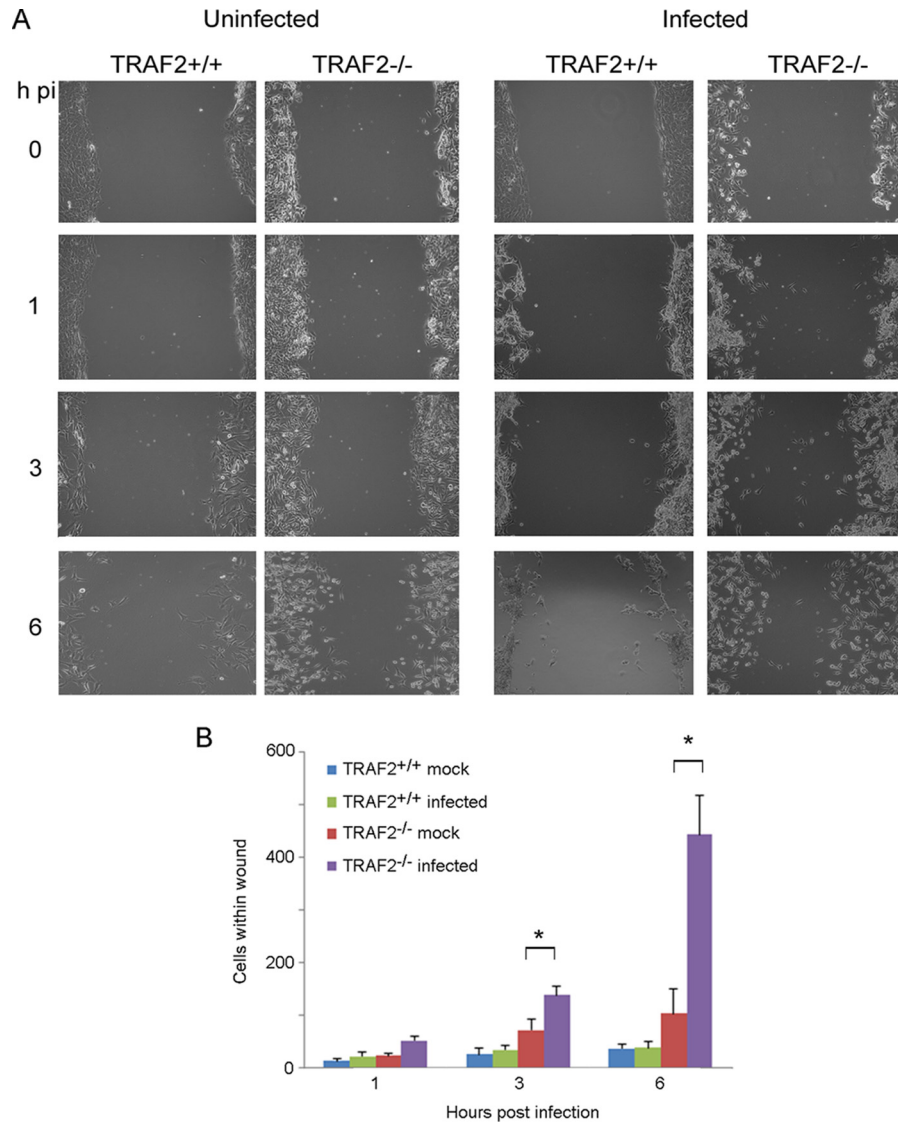 A
Uninfected Infected
TRAF2+/+ TRAF2-/- TRAF2+/+ TRAF2-/-
h pi
0
1
3
6
B
600
400
200
0
Cells within wound
TRAF2+/+ mock
TRAF2+/+ infected
TRAF2-/- mock
TRAF2-/- infected
*
*
1 3 6
Hours post infection